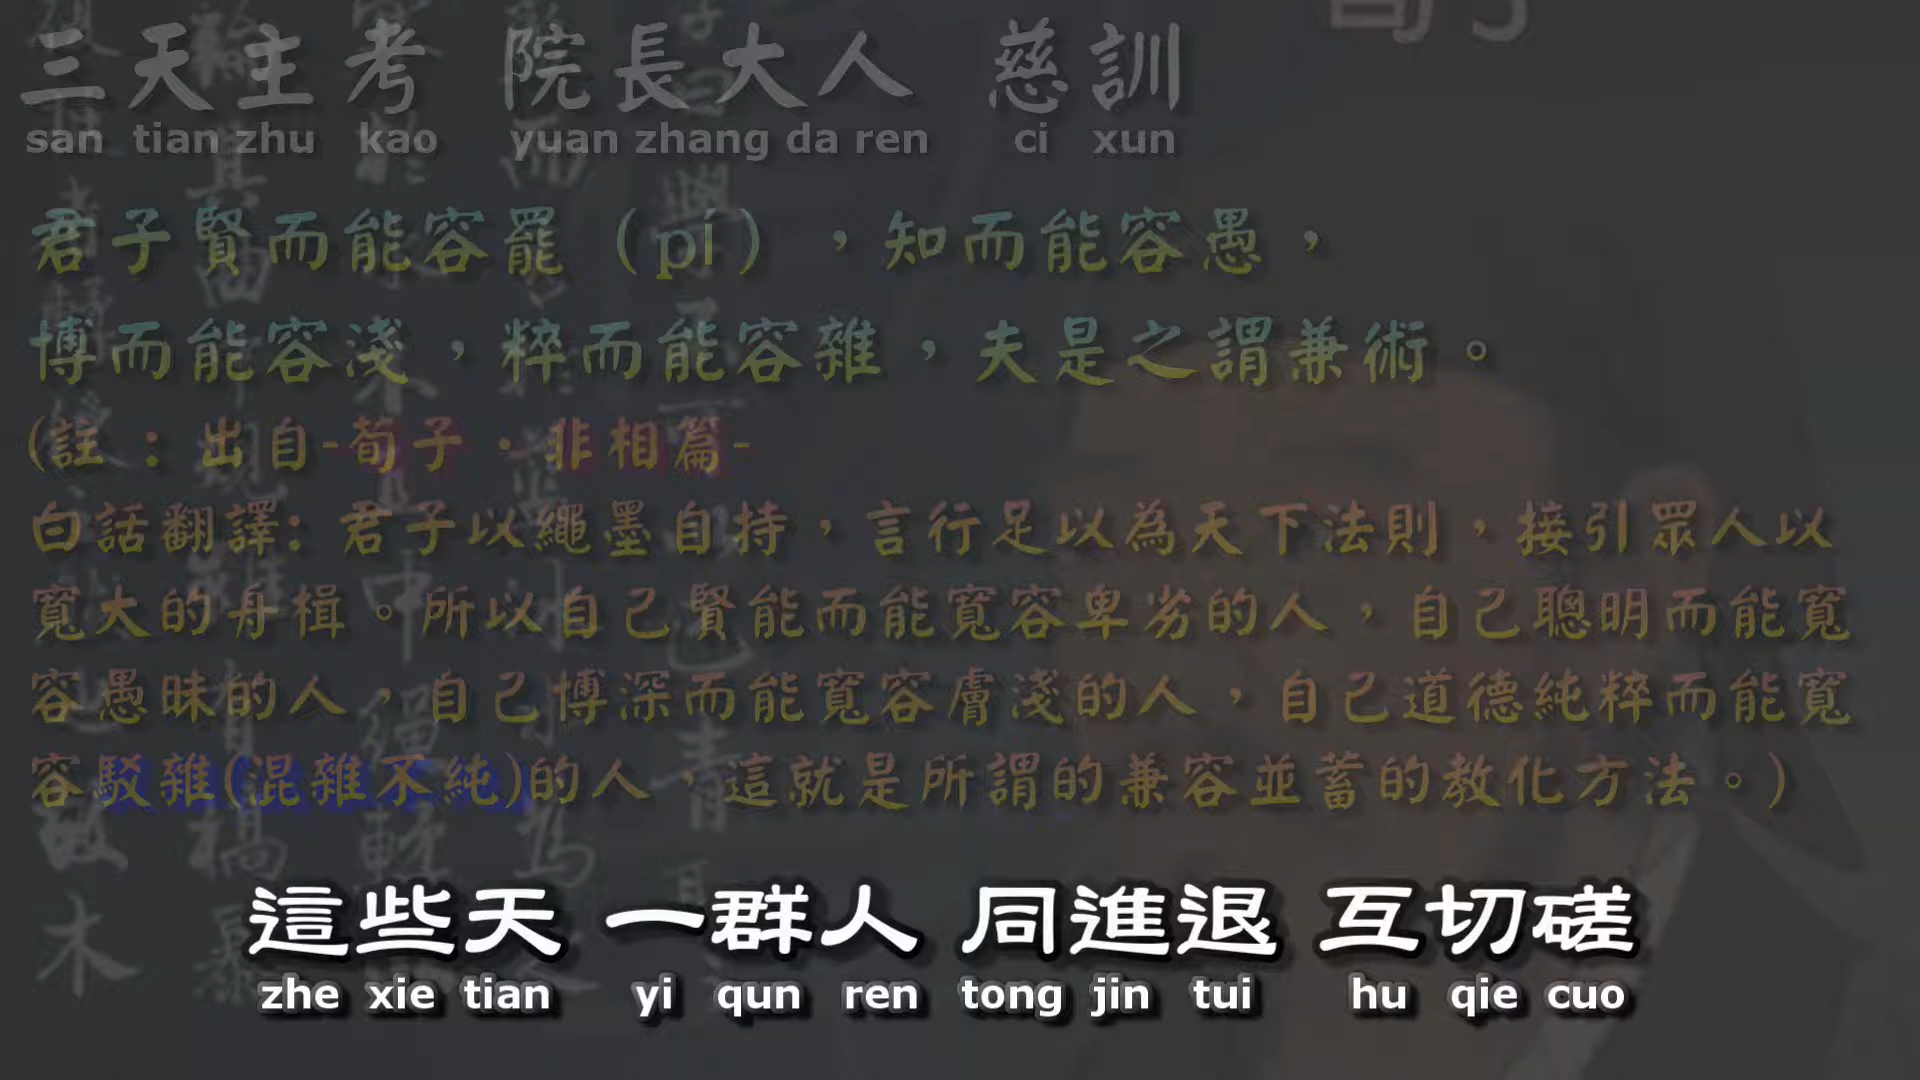 三天主考 院長大人 慈訓
san tian zhu kao yuan zhang da ren ci xun
君子賢而能容罷（pí），知而能容愚，
博而能容淺，粹而能容雜，夫是之謂兼術。
(註：出自-荀子·非相篇-
白話翻譯: 君子以繩墨自持，言行足以為天下法則，接引眾人以
寬大的舟楫。所以自己賢能而能寬容卑劣的人，自己聰明而能寬
容愚昧的人，自己博深而能寬容膚淺的人，自己道德純粹而能寬
容駁雜(混雜不純)的人，這就是所謂的兼容並蓄的教化方法。)
這些天 一群人 同進退 互切磋
zhe xie tian yi qun ren tong jin tui hu qie cuo